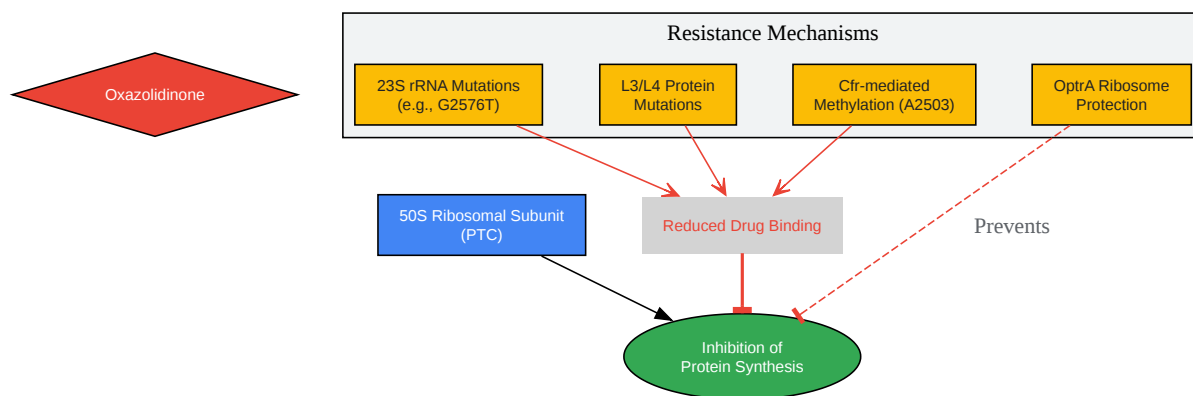 Resistance Mechanisms
Oxazolidinone
23S rRNA Mutations
(e.g., G2576T)
L3/L4 Protein
Mutations
Cfr-mediated
Methylation (A2503)
OptrA Ribosome
Protection
50S Ribosomal Subunit
(PTC)
Reduced Drug Binding
Prevents
Inhibition of
Protein Synthesis